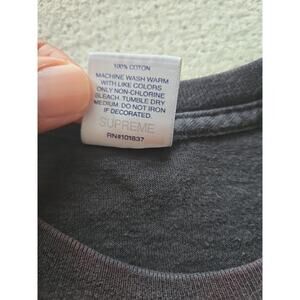 100% COTON
MACHINE WASH WARM
WITH LIKE COLORS
ONLY NON-CHLORINE
BLEACH. TUMBLE DRY
MEDIUM. DO NOT IRON
IF DECORATED.
SUPREME
RN#101837